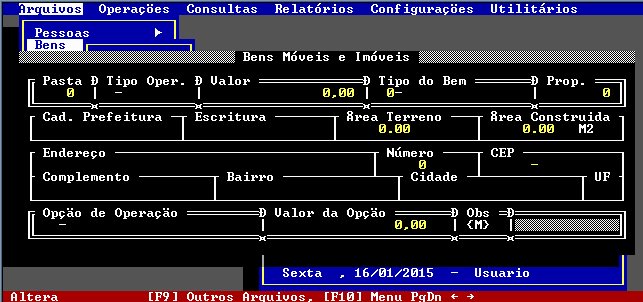 Arquivos Operações Consultas Relatórios Configurações Utilitários
Pessoas
Bens
Bens Móveis e Imóveis
Pasta Ð Tipo Oper. Ð Valor Ð Tipo do Bem Ð Prop.
0 - 0,00 0- 0
Cad. Prefeitura Escritura Área Terreno Área Construida
0.00 0.00 M2
Endereço Número CEP
0 -
Complemento Bairro Cidade UF
Opção de Operação Ð Valor da Opção Ð Obs Ð
- 0,00 {M}
Sexta , 16/01/2015 - Usuario
Altera [F9] Outros Arquivos, [F10] Menu PgDn ← →